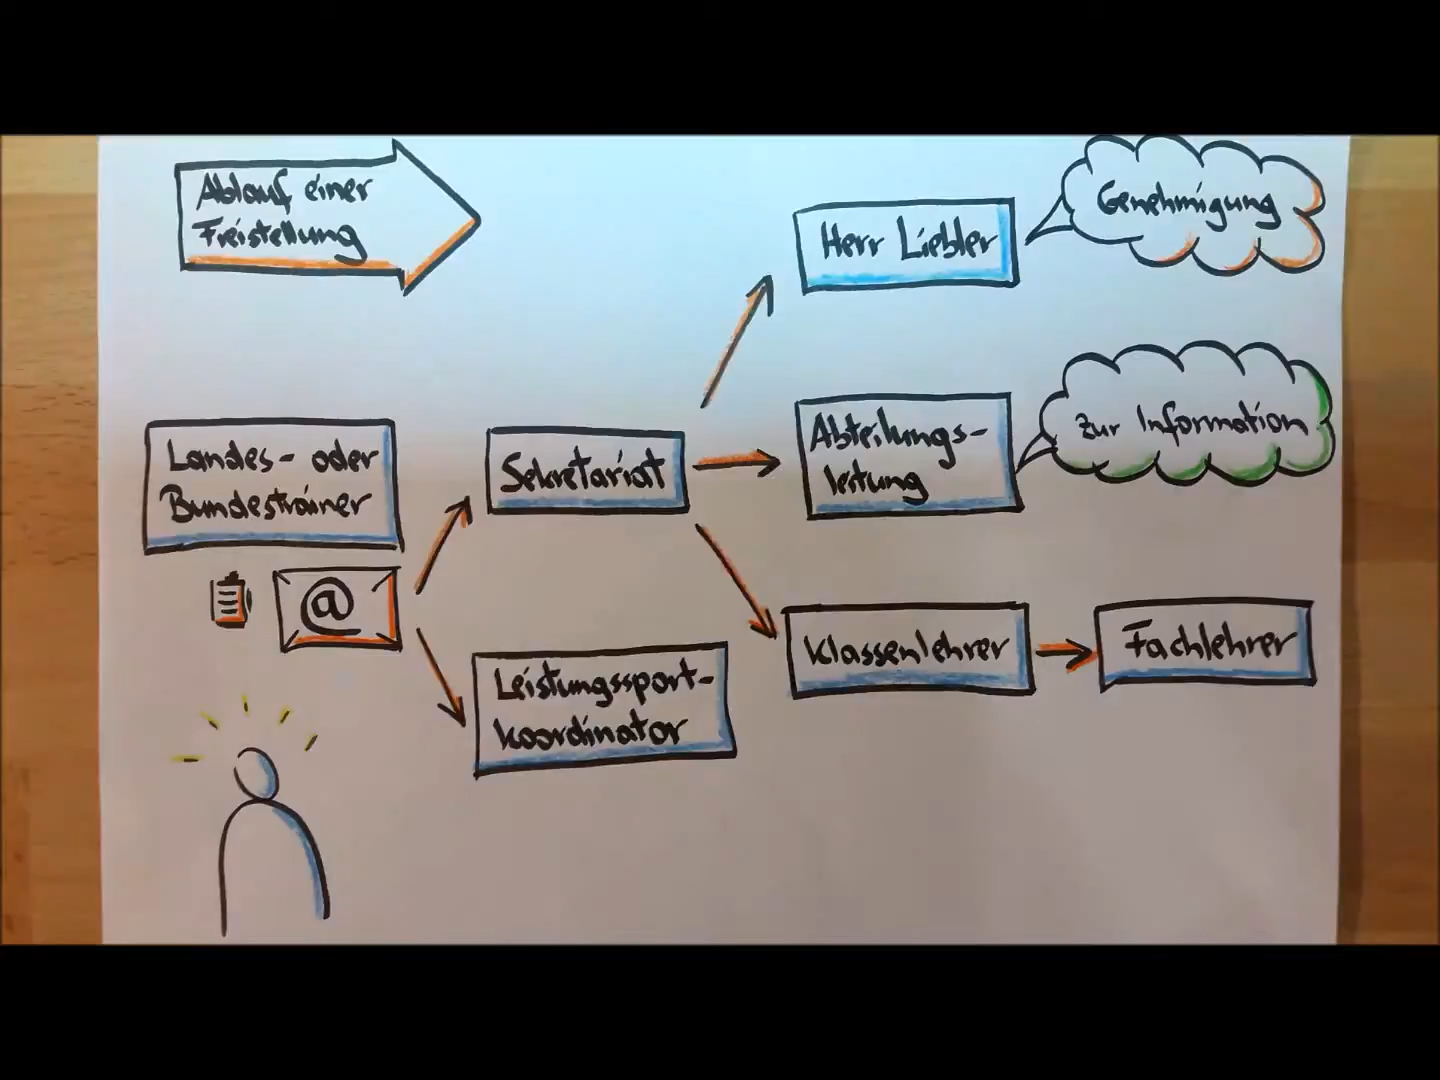 Ablauf einer
Freistellung
Herr Liebler
Genehmigung
Landes- oder
Bundestrainer
@
Sekretariat
Abteilungs-
leitung
Zur Information
Leistungssport-
koordinator
Klassenlehrer
Fachlehrer